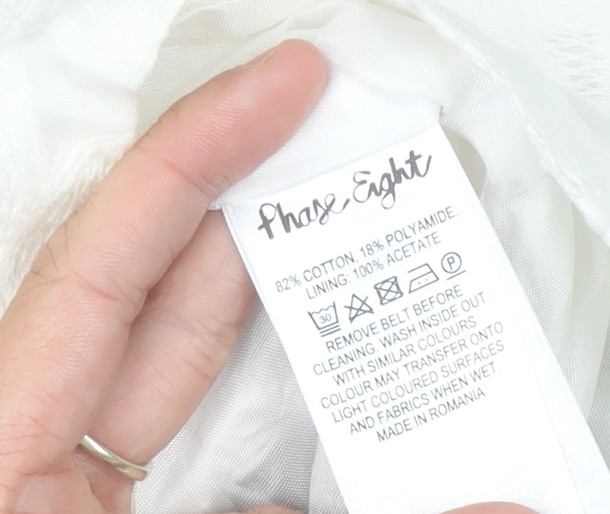 Phase Eight
82% COTTON, 18% POLYAMIDE.
LINING: 100% ACETATE
30 P
REMOVE BELT BEFORE
CLEANING. WASH INSIDE OUT
WITH SIMILAR COLOURS.
COLOUR MAY TRANSFER ONTO
LIGHT COLOURED SURFACES
AND FABRICS WHEN WET.
MADE IN ROMANIA